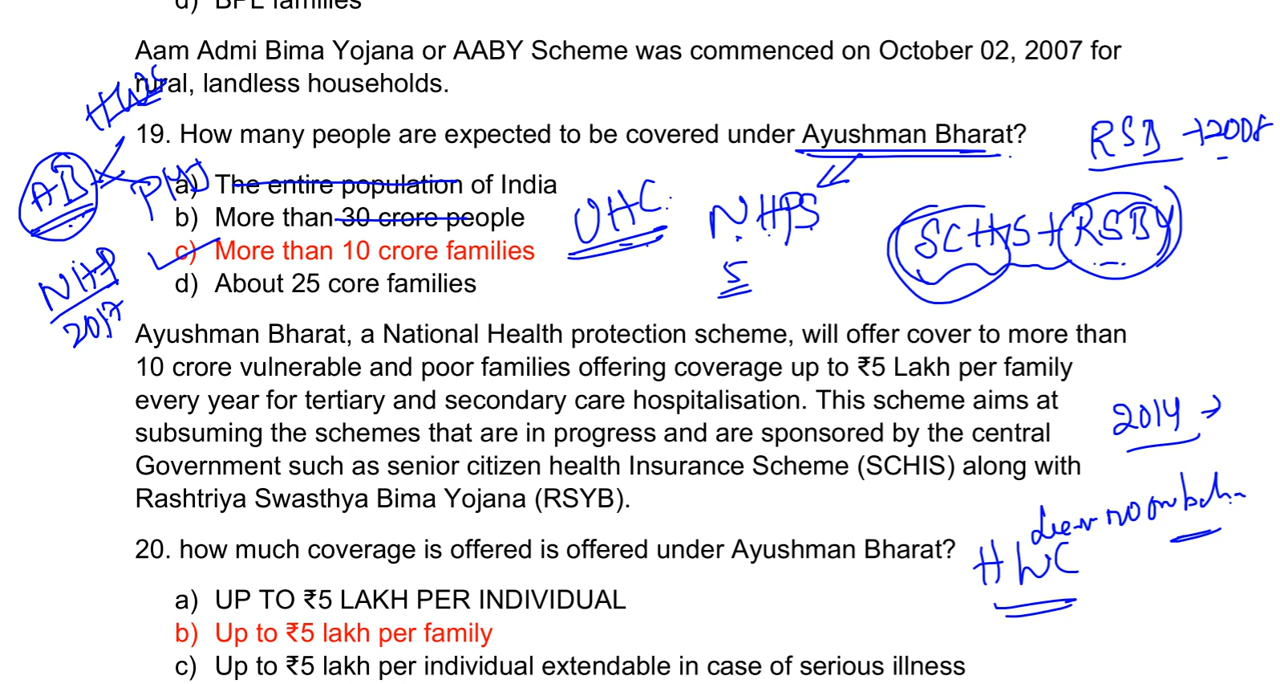 d) BPL families
Aam Admi Bima Yojana or AABY Scheme was commenced on October 02, 2007 for
rural, landless households.
HWC
19. How many people are expected to be covered under Ayushman Bharat?
RSB → 2008
AB
PMJ
a) The entire population of India
b) More than 30 crore people
UHC
NHPS
SCHIS + RSBY
c) More than 10 crore families
NHP
2017
5
d) About 25 core families
Ayushman Bharat, a National Health protection scheme, will offer cover to more than
10 crore vulnerable and poor families offering coverage up to ₹5 Lakh per family
every year for tertiary and secondary care hospitalisation. This scheme aims at
2014 →
subsuming the schemes that are in progress and are sponsored by the central
Government such as senior citizen health Insurance Scheme (SCHIS) along with
Rashtriya Swasthya Bima Yojana (RSYB).
20. how much coverage is offered is offered under Ayushman Bharat?
HWC
a) UP TO ₹5 LAKH PER INDIVIDUAL
b) Up to ₹5 lakh per family
c) Up to ₹5 lakh per individual extendable in case of serious illness